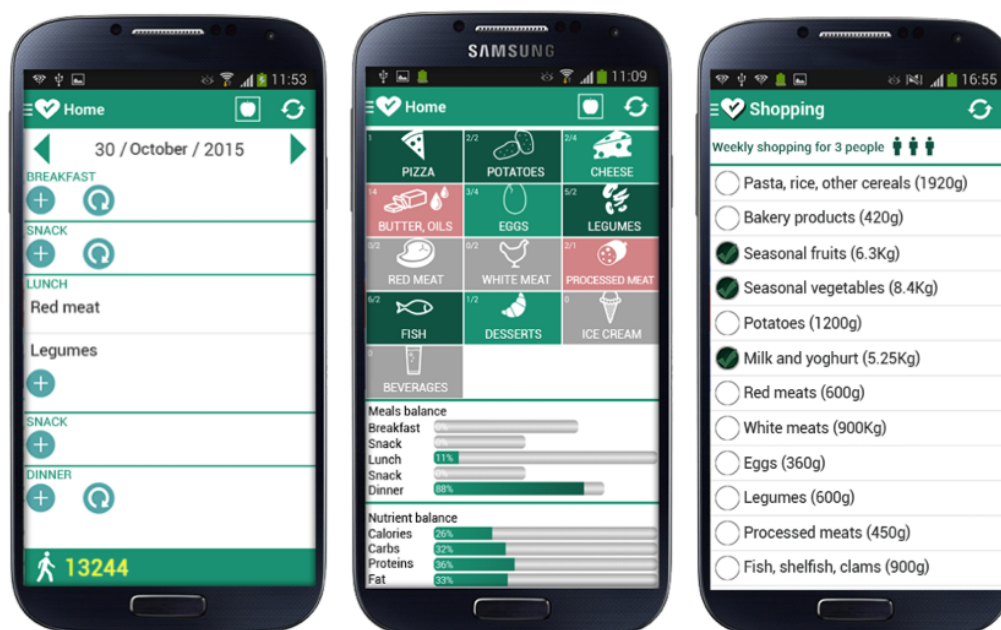 11:53
Home
30 / October / 2015
BREAKFAST
SNACK
LUNCH
Red meat
Legumes
SNACK
DINNER
13244
SAMSUNG
11:09
Home
1
PIZZA
2/2
POTATOES
2/4
CHEESE
14
BUTTER, OILS
3/4
EGGS
5/2
LEGUMES
0/2
RED MEAT
0/2
WHITE MEAT
2/1
PROCESSED MEAT
6/2
FISH
1/2
DESSERTS
0
ICE CREAM
0
BEVERAGES
Meals balance
Breakfast 0%
Snack 0%
Lunch 11%
Snack 0%
Dinner 88%
Nutrient balance
Calories 26%
Carbs 32%
Proteins 36%
Fat 33%
16:55
Shopping
Weekly shopping for 3 people
Pasta, rice, other cereals (1920g)
Bakery products (420g)
Seasonal fruits (6.3Kg)
Seasonal vegetables (8.4Kg)
Potatoes (1200g)
Milk and yoghurt (5.25Kg)
Red meats (600g)
White meats (900Kg)
Eggs (360g)
Legumes (600g)
Processed meats (450g)
Fish, shelfish, clams (900g)